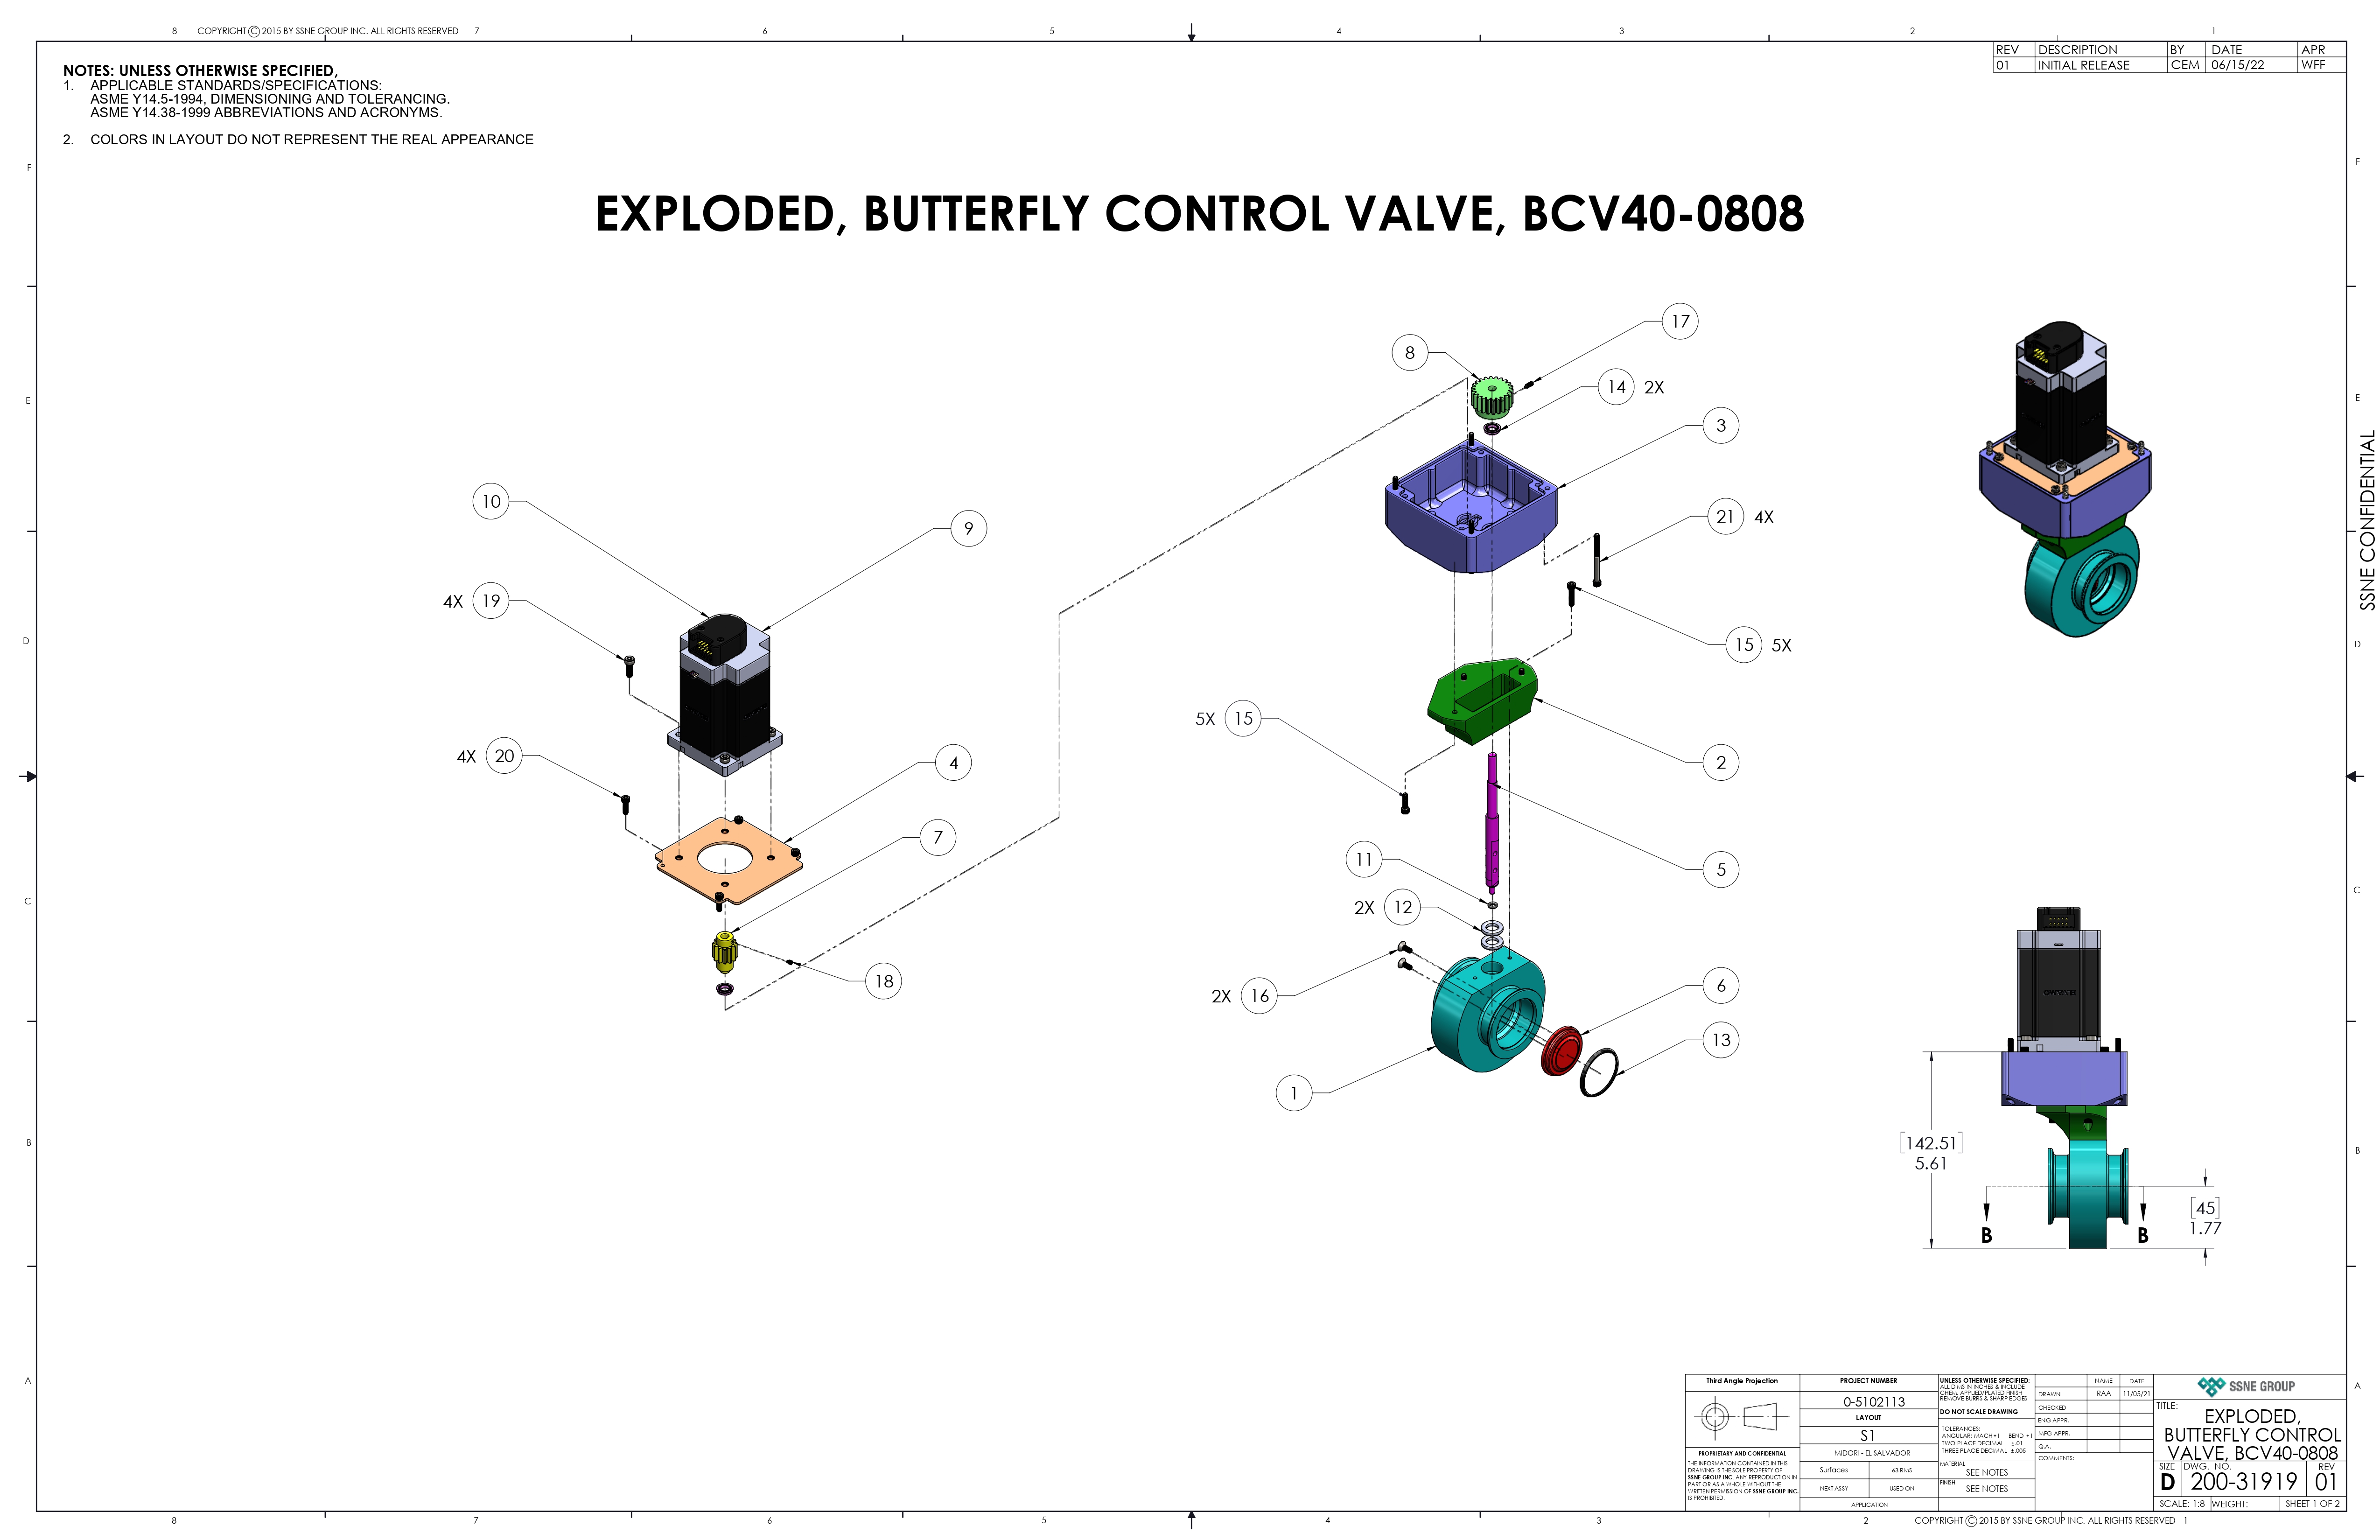 8 COPYRIGHT © 2015 BY SSNE GROUP INC. ALL RIGHTS RESERVED 7 6 5 4 3 2 1
REV DESCRIPTION BY DATE APR
01 INITIAL RELEASE CEM 06/15/22 WFF
NOTES: UNLESS OTHERWISE SPECIFIED,
1. APPLICABLE STANDARDS/SPECIFICATIONS:
ASME Y14.5-1994, DIMENSIONING AND TOLERANCING.
ASME Y14.38-1999 ABBREVIATIONS AND ACRONYMS.
2. COLORS IN LAYOUT DO NOT REPRESENT THE REAL APPEARANCE
F F
EXPLODED, BUTTERFLY CONTROL VALVE, BCV40-0808
17
8
14 2X
E E
3
SSNE CONFIDENTIAL
10
21 4X
9
4X 19
D D
15 5X
5X 15
4X 20
4
2
7
11
5
C C
2X 12
18
6
2X 16
13
1
B B
[142.51]
5.61
[45]
1.77
B B
A A
Third Angle Projection
PROPRIETARY AND CONFIDENTIAL
THE INFORMATION CONTAINED IN THIS
DRAWING IS THE SOLE PROPERTY OF
SSNE GROUP INC. ANY REPRODUCTION IN
PART OR AS A WHOLE WITHOUT THE
WRITTEN PERMISSION OF SSNE GROUP INC.
IS PROHIBITED.
PROJECT NUMBER
0-5102113
LAYOUT
S1
MIDORI - EL SALVADOR
Surfaces 63 RMS
NEXT ASSY USED ON
APPLICATION
UNLESS OTHERWISE SPECIFIED:
ALL DIMS IN INCHES & INCLUDE
CHEM. APPLIED/PLATED FINISH
REMOVE BURRS & SHARP EDGES
DO NOT SCALE DRAWING
TOLERANCES:
ANGULAR: MACH ±1 BEND ±1
TWO PLACE DECIMAL ±.01
THREE PLACE DECIMAL ±.005
MATERIAL
SEE NOTES
FINISH
SEE NOTES
NAME DATE
DRAWN RAA 11/05/21
CHECKED
ENG APPR.
MFG APPR.
Q.A.
COMMENTS:
SSNE GROUP
TITLE:
EXPLODED,
BUTTERFLY CONTROL
VALVE, BCV40-0808
SIZE DWG. NO. REV
D 200-31919 01
SCALE: 1:8 WEIGHT: SHEET 1 OF 2
8 7 6 5 4 3 2 COPYRIGHT © 2015 BY SSNE GROUP INC. ALL RIGHTS RESERVED 1